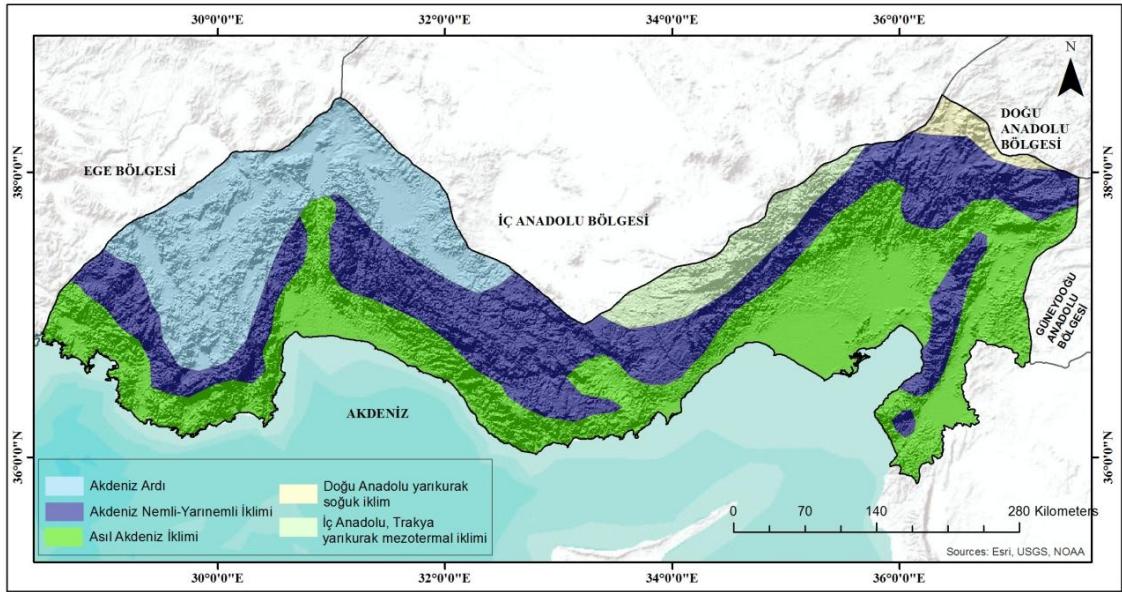 30°0'0"E
32°0'0"E
34°0'0"E
36°0'0"E
N
DOĞU
ANADOLU
BÖLGESİ
38°0'0"N
38°0'0"N
EGE BÖLGESİ
İÇ ANADOLU BÖLGESİ
GÜNEYDOĞU
ANADOLU
BÖLGESİ
AKDENİZ
36°0'0"N
36°0'0"N
Akdeniz Ardı
Akdeniz Nemli-Yarınemli İklimi
Asıl Akdeniz İklimi
Doğu Anadolu yarıkurak
soğuk iklim
İç Anadolu, Trakya
yarıkurak mezotermal iklimi
0 70 140 280 Kilometers
Sources: Esri, USGS, NOAA
30°0'0"E
32°0'0"E
34°0'0"E
36°0'0"E